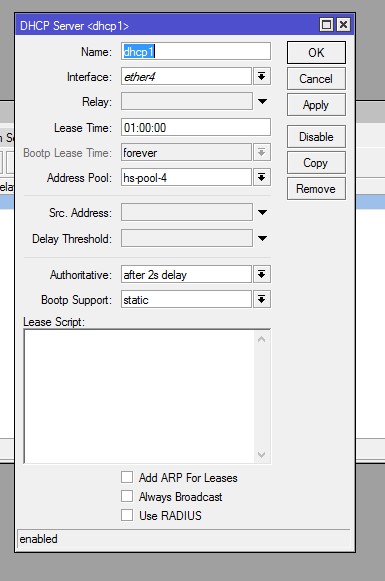 DHCP Server <dhcp1>
Name: dhcp1
OK
Interface: ether4
Cancel
Relay:
Apply
Lease Time: 01:00:00
Disable
Bootp Lease Time: forever
Copy
Address Pool: hs-pool-4
Remove
Src. Address:
Delay Threshold:
Authoritative: after 2s delay
Bootp Support: static
Lease Script:
Add ARP For Leases
Always Broadcast
Use RADIUS
enabled